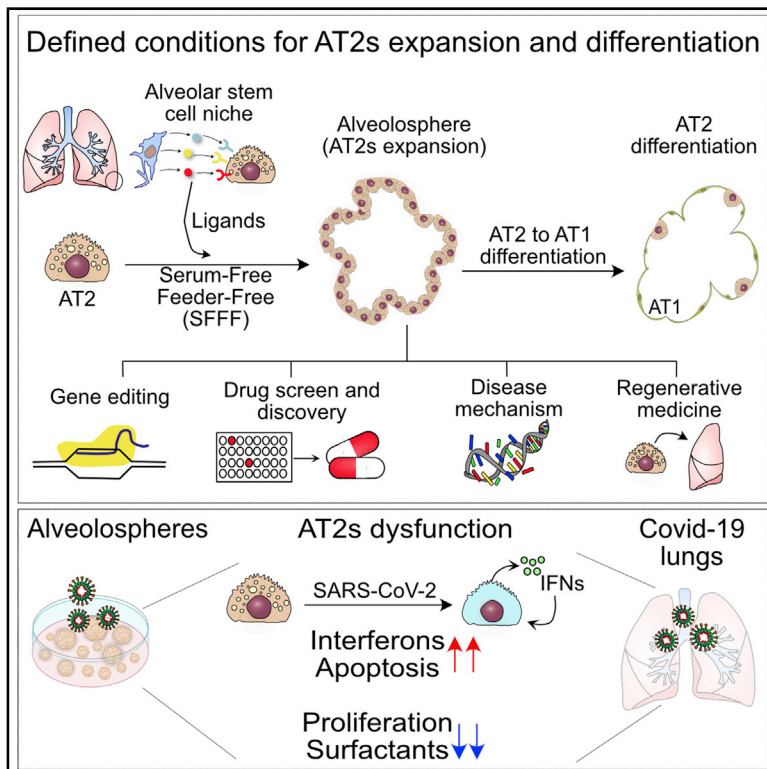 Defined conditions for AT2s expansion and differentiation
Alveolar stem
cell niche
Ligands
AT2
Serum-Free
Feeder-Free
(SFFF)
Alveolosphere
(AT2s expansion)
AT2 to AT1
differentiation
AT2
differentiation
AT1
Gene editing
Drug screen and
discovery
Disease
mechanism
Regenerative
medicine
Alveolospheres
AT2s dysfunction
SARS-CoV-2
IFNs
Interferons
Apoptosis
Proliferation
Surfactants
Covid-19
lungs